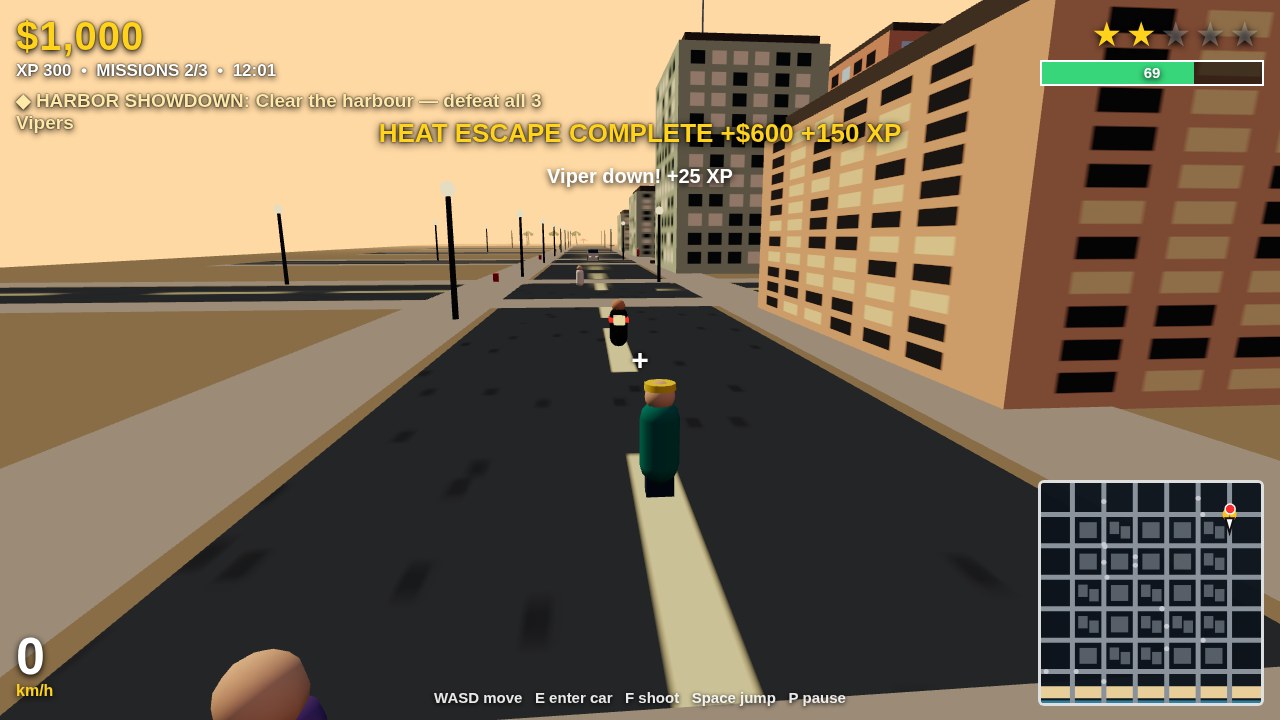 $1,000
XP 300 • MISSIONS 2/3 • 12:01
◆ HARBOR SHOWDOWN: Clear the harbour — defeat all 3
Vipers
69
HEAT ESCAPE COMPLETE +$600 +150 XP
Viper down! +25 XP
0
km/h
WASD move E enter car F shoot Space jump P pause